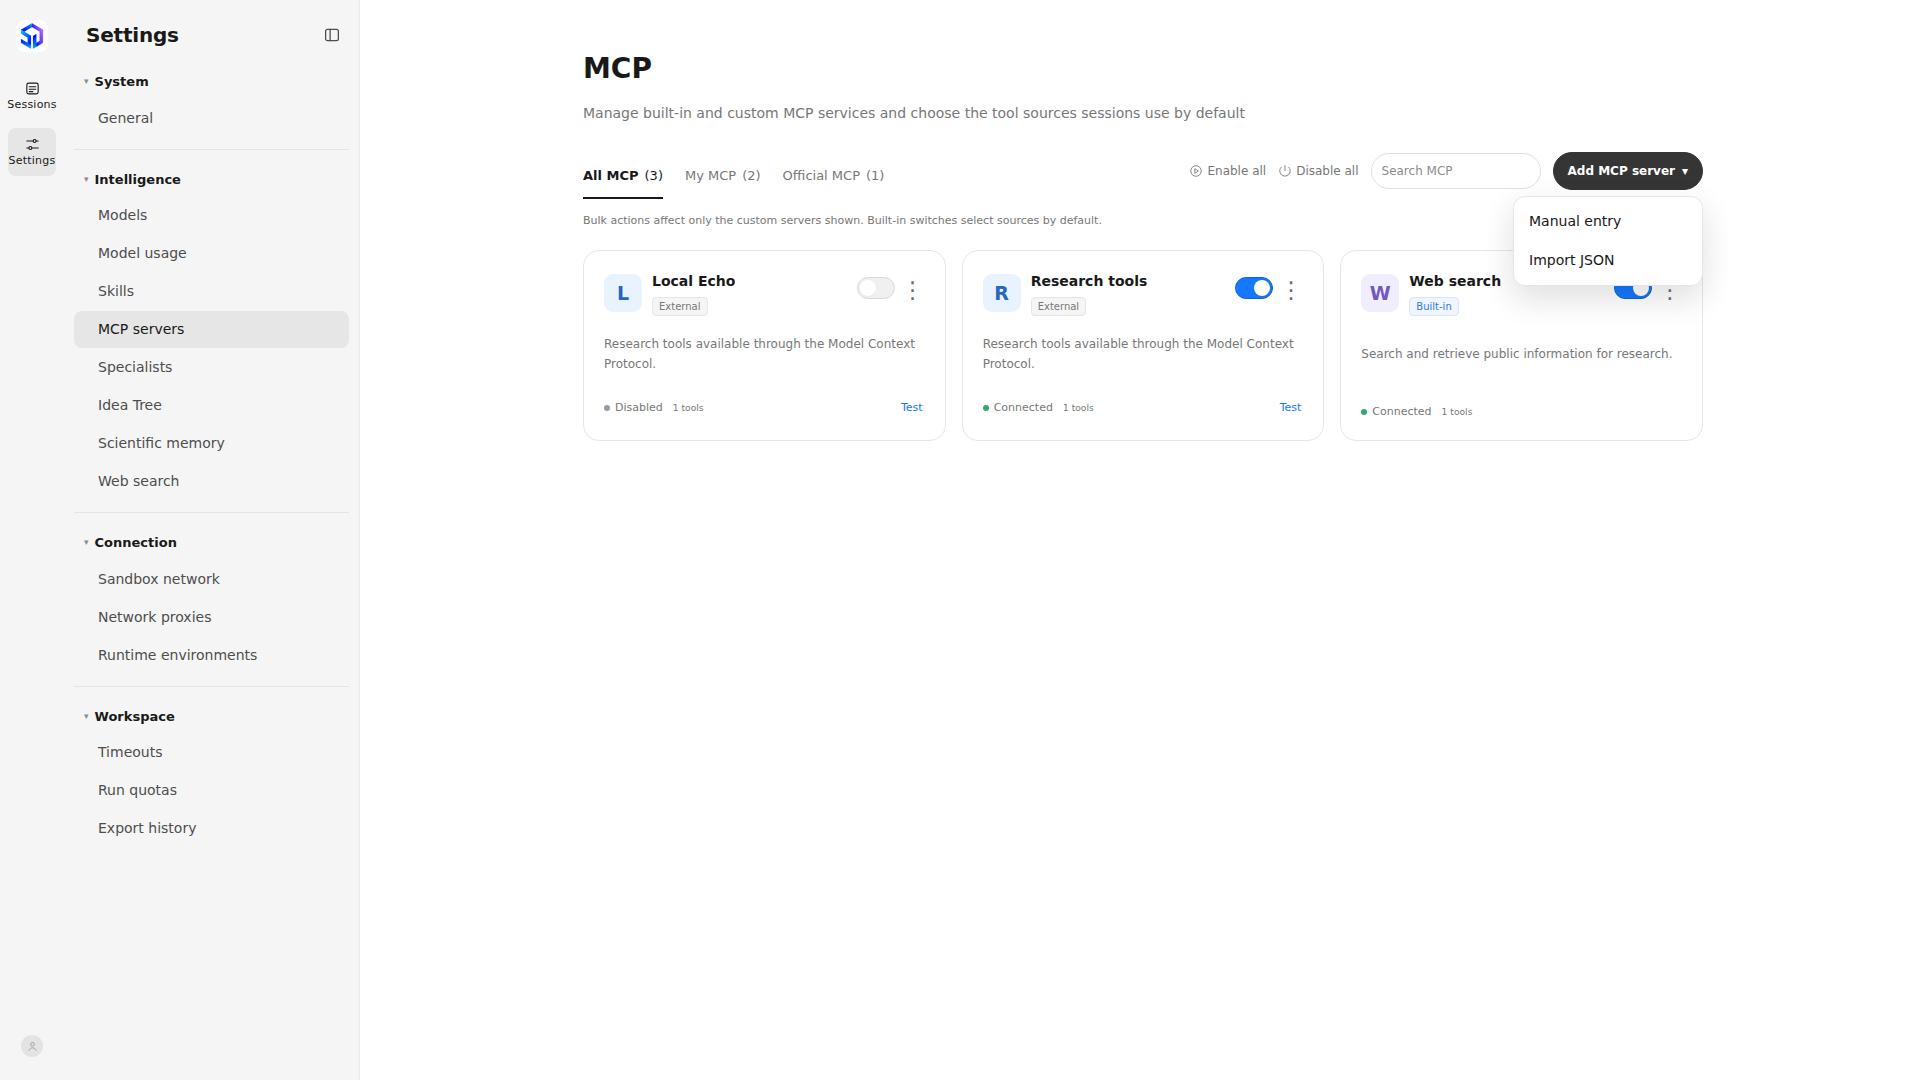 Settings
Sessions
Settings
System
General
Intelligence
Models
Model usage
Skills
MCP servers
Specialists
Idea Tree
Scientific memory
Web search
Connection
Sandbox network
Network proxies
Runtime environments
Workspace
Timeouts
Run quotas
Export history
MCP
Manage built-in and custom MCP services and choose the tool sources sessions use by default
All MCP (3) My MCP (2) Official MCP (1)
Enable all Disable all Search MCP Add MCP server ▾
Manual entry
Import JSON
Bulk actions affect only the custom servers shown. Built-in switches select sources by default.
L
Local Echo
External
Research tools available through the Model Context
Protocol.
Disabled 1 tools Test
R
Research tools
External
Research tools available through the Model Context
Protocol.
Connected 1 tools Test
W
Web search
Built-in
Search and retrieve public information for research.
Connected 1 tools